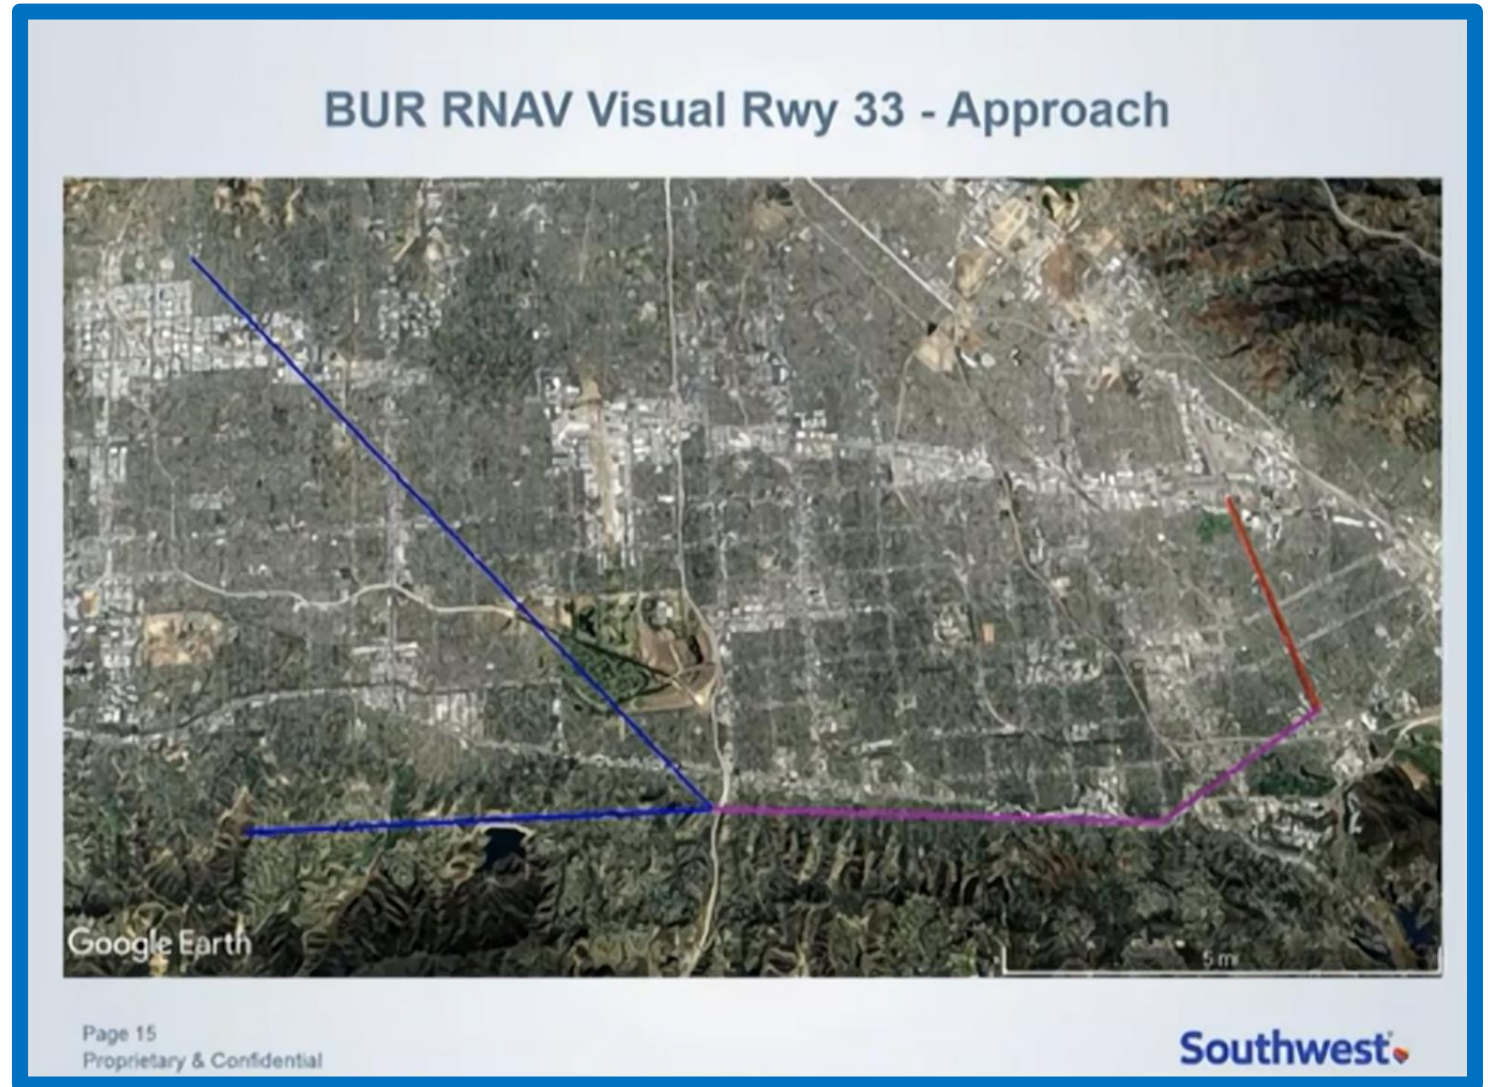 BUR RNAV Visual Rwy 33 - Approach
Google Earth
5 mi
Page 15
Proprietary & Confidential
Southwest